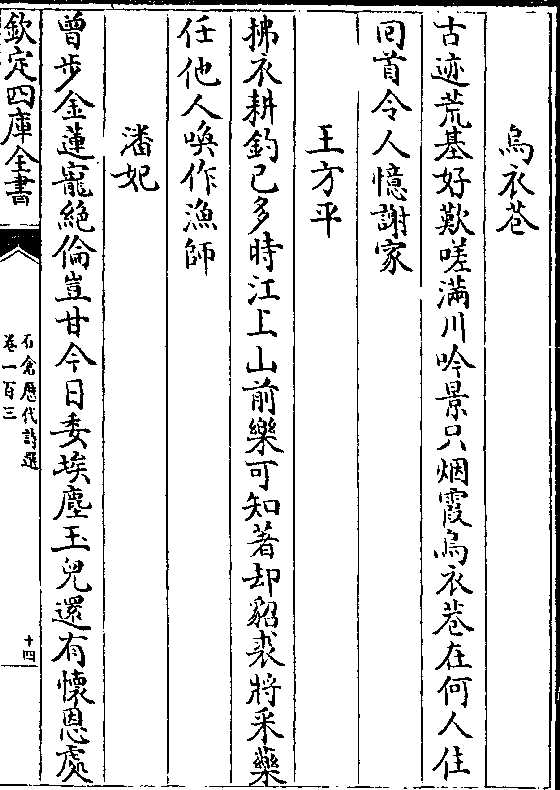 烏衣巷
古迹荒基好歎嗟滿川吟景只烟霞烏衣巷在何人住
囘首令人憶謝家
王方平
拂衣耕釣已多時江上山前樂可知著却貂裘將采藥
任他人喚作漁師
潘妃
曾步金蓮寵絶倫豈甘今日委埃塵玉兒還有懷恩處
欽定四庫全書
石倉歷代詩選
卷一百三
十四